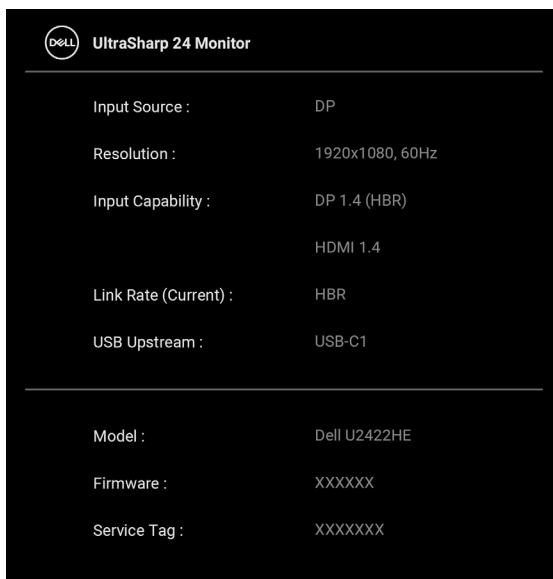 DELL UltraSharp 24 Monitor
Input Source : DP
Resolution : 1920x1080, 60Hz
Input Capability : DP 1.4 (HBR)
HDMI 1.4
Link Rate (Current) : HBR
USB Upstream : USB-C1
Model : Dell U2422HE
Firmware : XXXXXX
Service Tag : XXXXXXX